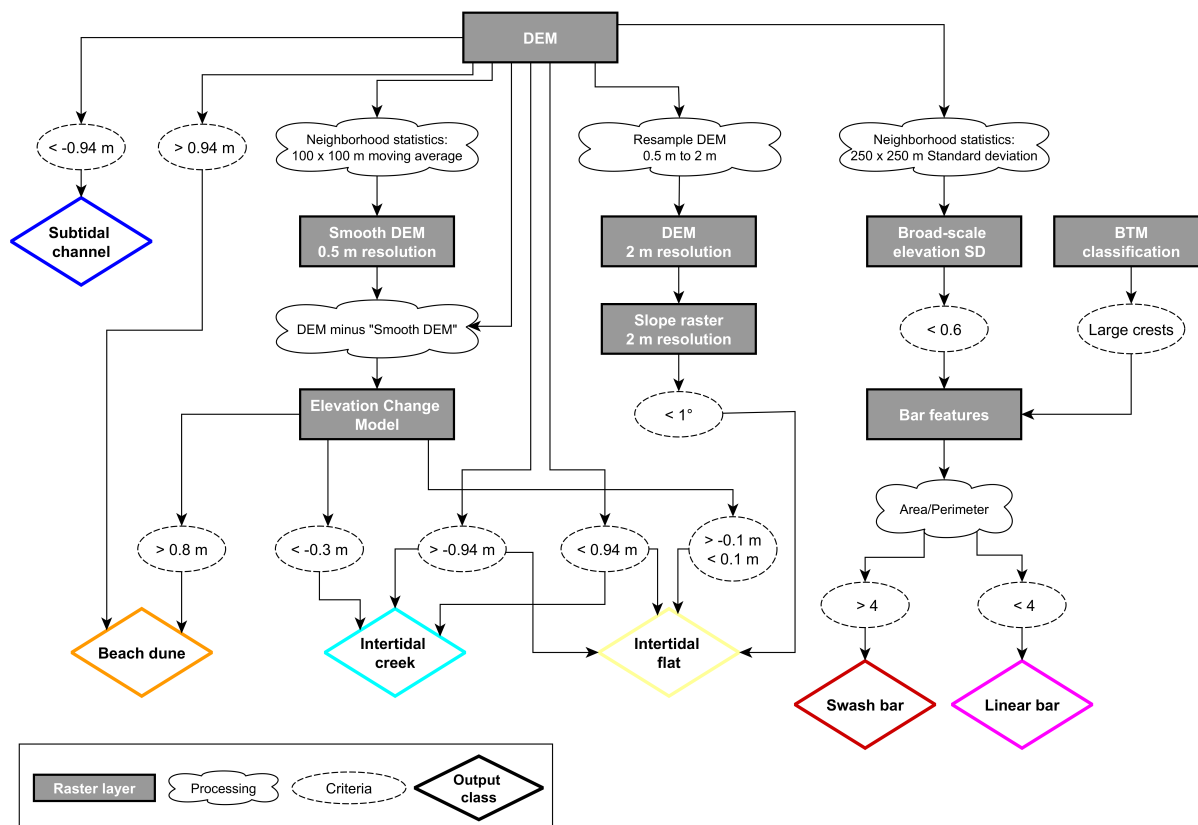 DEM
< -0.94 m
> 0.94 m
Neighborhood statistics:
100 x 100 m moving average
Resample DEM
0.5 m to 2 m
Neighborhood statistics:
250 x 250 m Standard deviation
Subtidal
channel
Smooth DEM
0.5 m resolution
DEM
2 m resolution
Broad-scale
elevation SD
BTM
classification
DEM minus "Smooth DEM"
Slope raster
2 m resolution
< 0.6
Large crests
Elevation Change
Model
< 1°
Bar features
Area/Perimeter
> 0.8 m
< -0.3 m
> -0.94 m
< 0.94 m
> -0.1 m
< 0.1 m
> 4
< 4
Beach dune
Intertidal
creek
Intertidal
flat
Swash bar
Linear bar
Raster layer
Processing
Criteria
Output
class